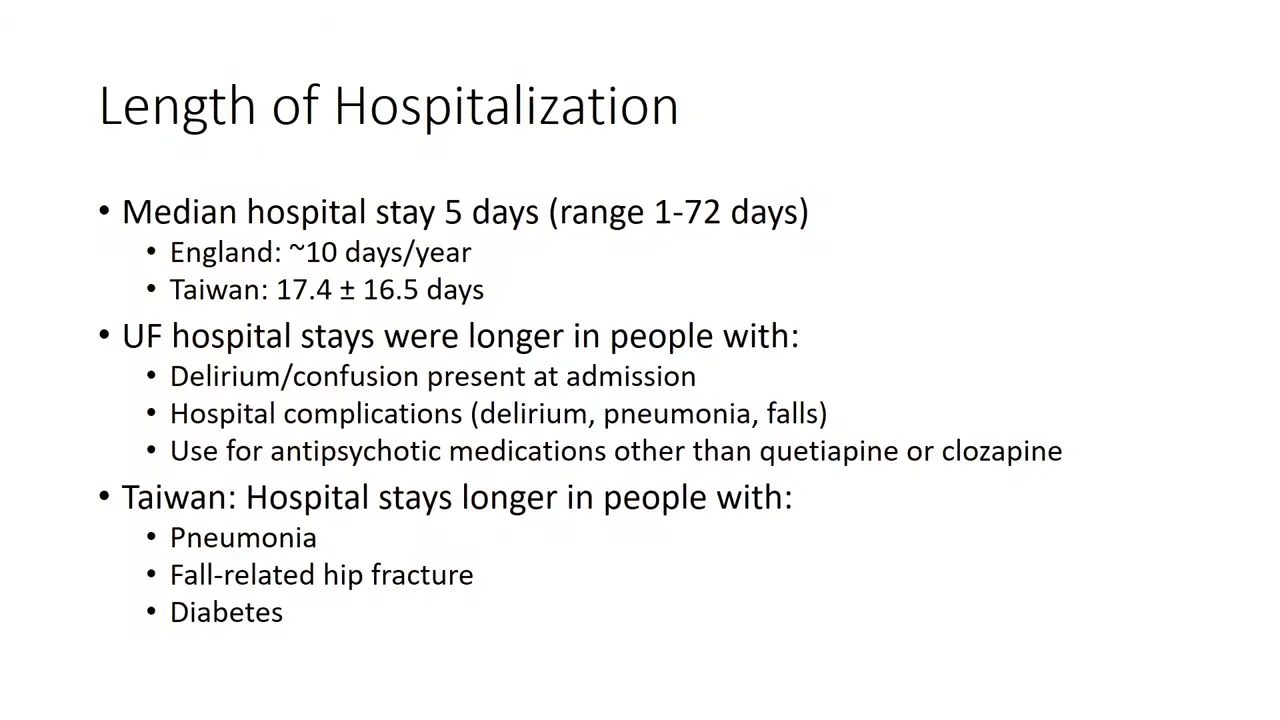 Length of Hospitalization
• Median hospital stay 5 days (range 1-72 days)
• England: ~10 days/year
• Taiwan: 17.4 ± 16.5 days
• UF hospital stays were longer in people with:
• Delirium/confusion present at admission
• Hospital complications (delirium, pneumonia, falls)
• Use for antipsychotic medications other than quetiapine or clozapine
• Taiwan: Hospital stays longer in people with:
• Pneumonia
• Fall-related hip fracture
• Diabetes